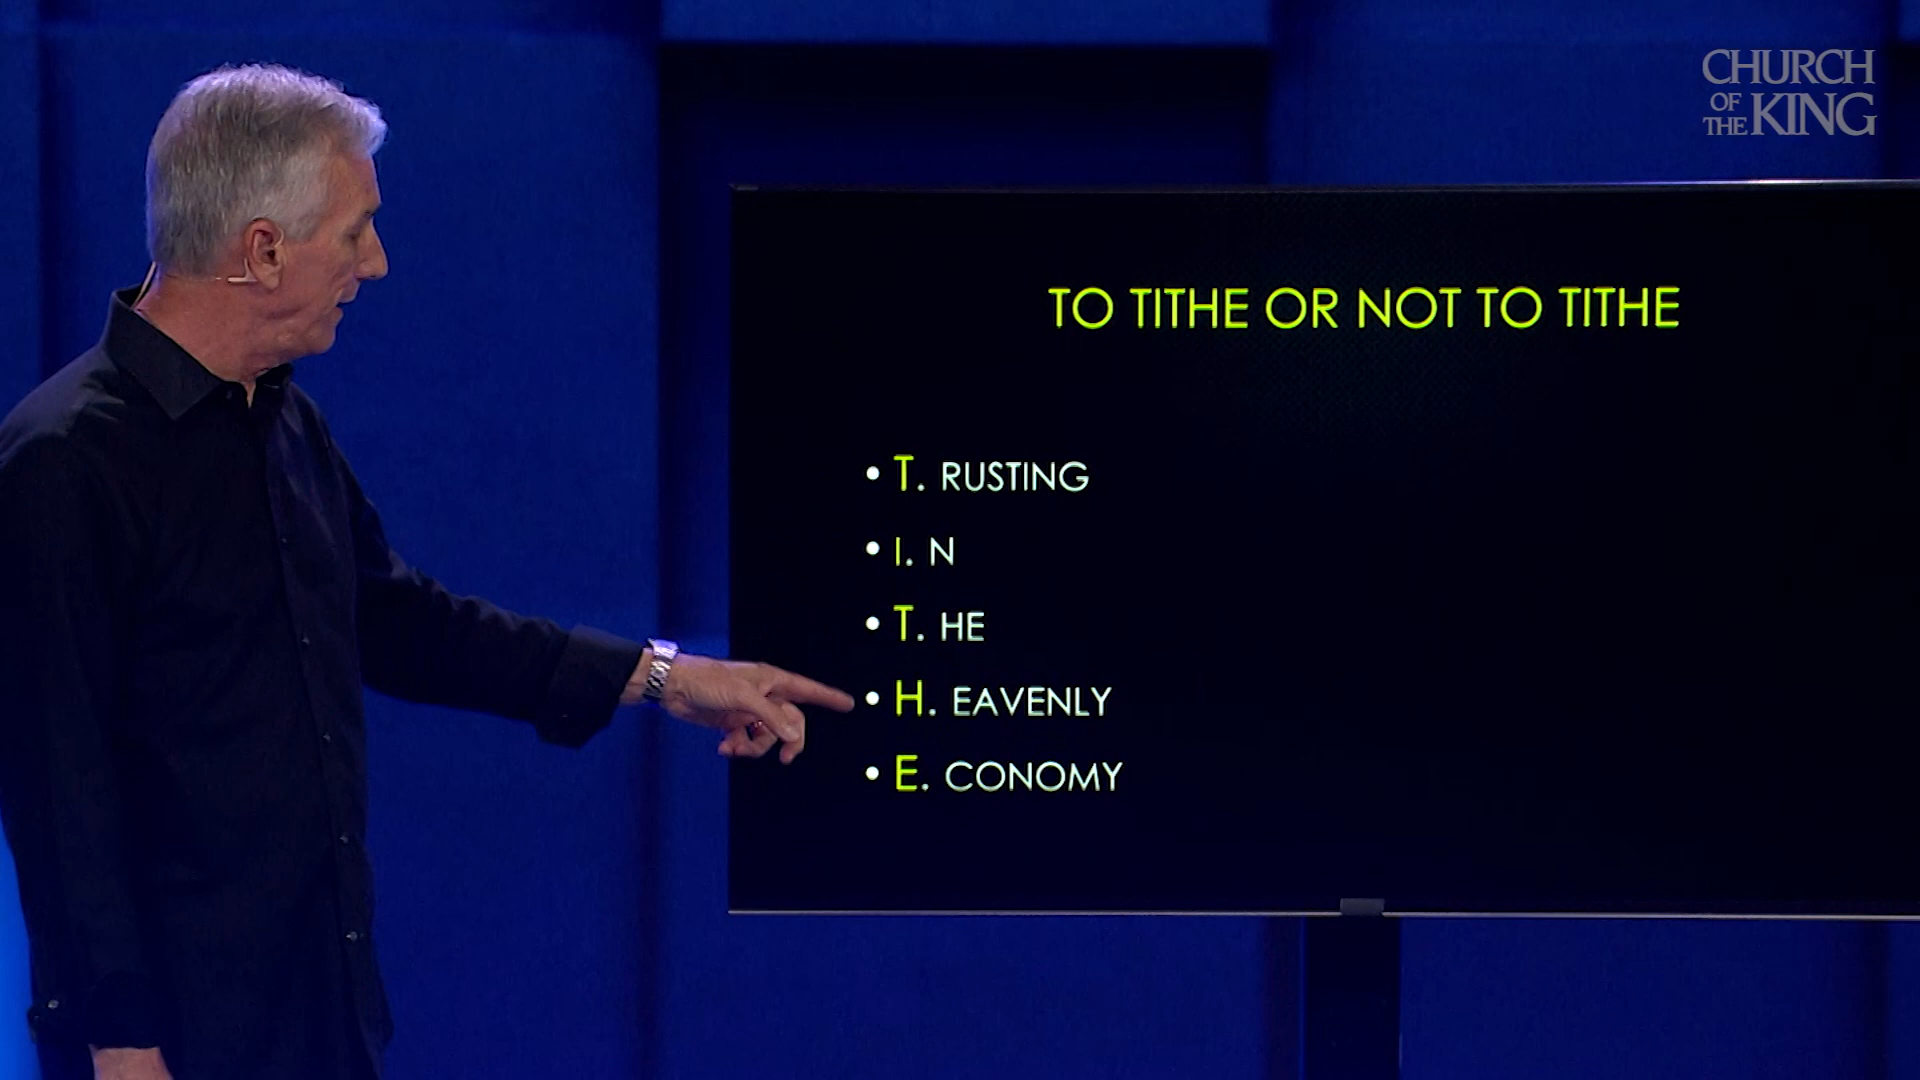 CHURCH
OF
THE KING
TO TITHE OR NOT TO TITHE
• T. RUSTING
• I. N
• T. HE
• H. EAVENLY
• E. CONOMY